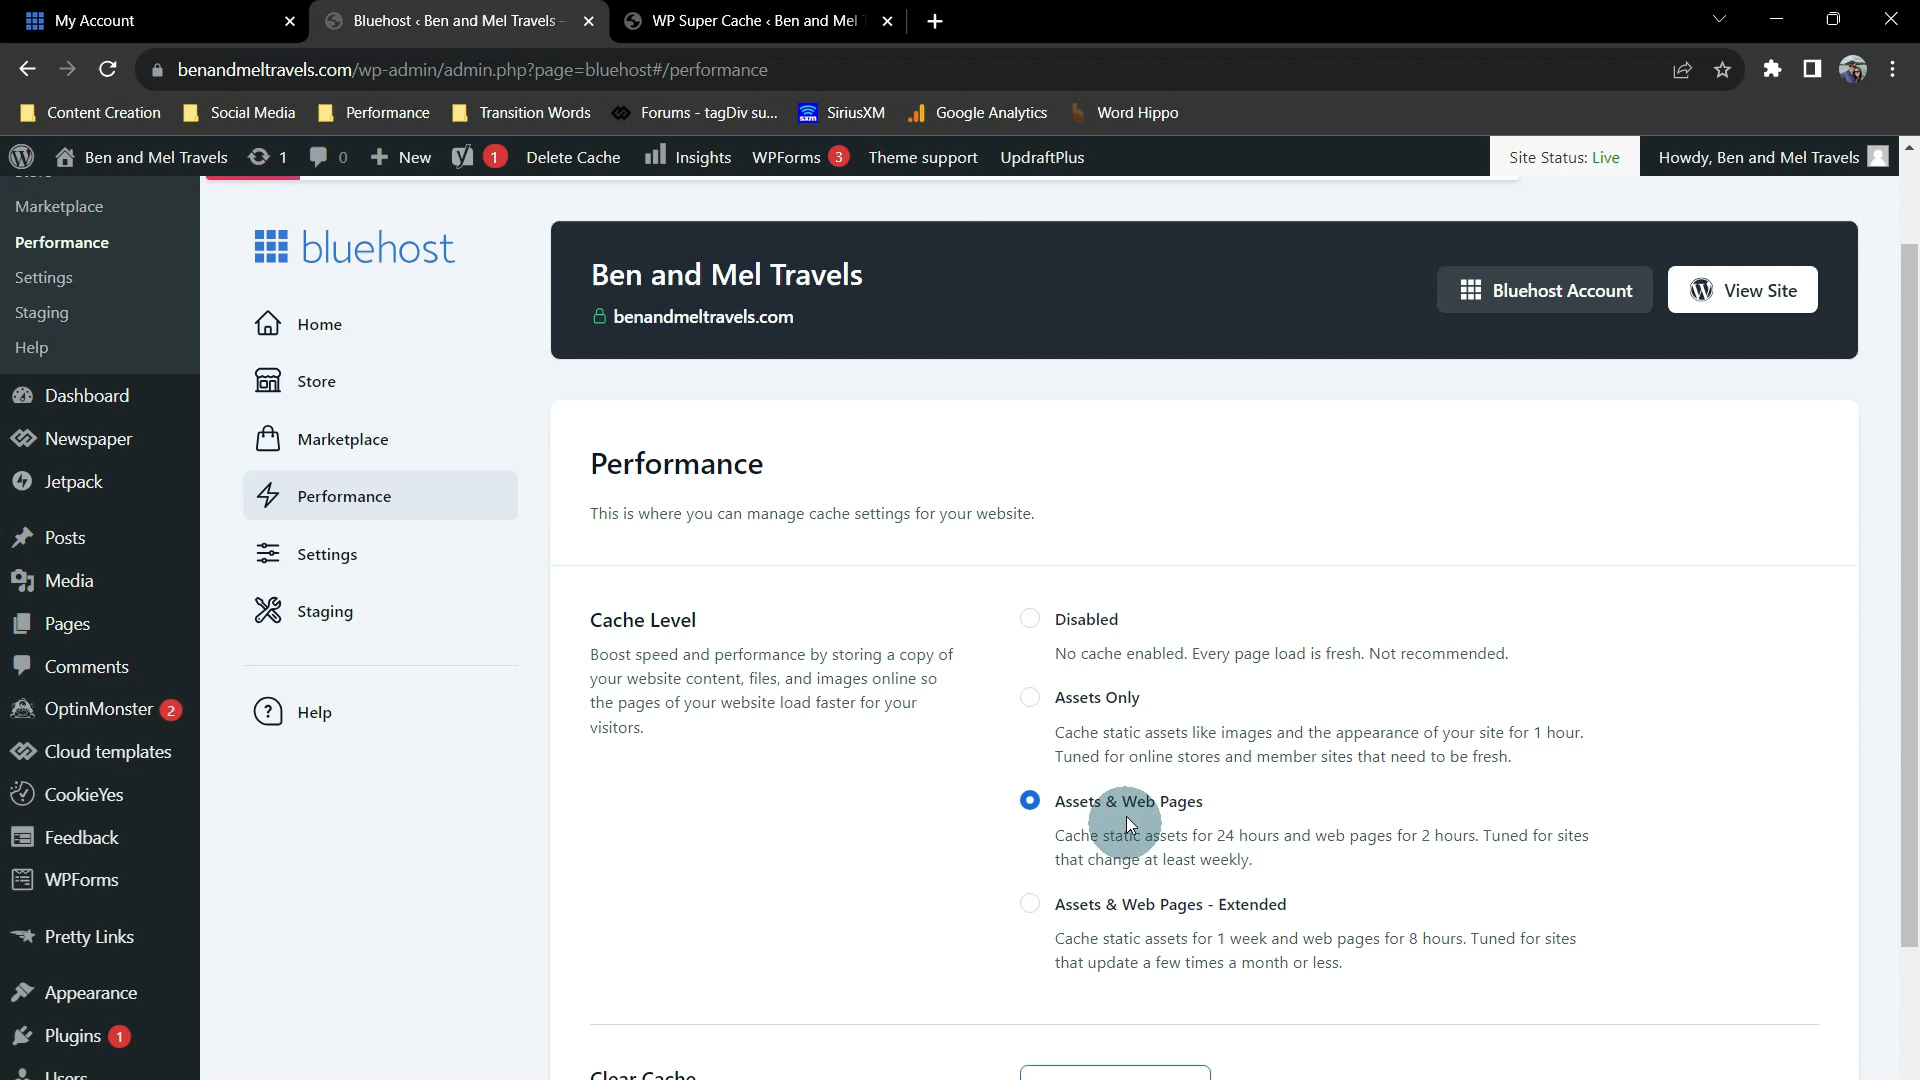 My Account
Bluehost ‹ Ben and Mel Travels –
WP Super Cache ‹ Ben and Mel
benandmeltravels.com/wp-admin/admin.php?page=bluehost#/performance
Content Creation
Social Media
Performance
Transition Words
Forums - tagDiv su...
SiriusXM
Google Analytics
Word Hippo
Ben and Mel Travels
1
0
New
1
Delete Cache
Insights
WPForms 3
Theme support
UpdraftPlus
Site Status: Live
Howdy, Ben and Mel Travels
Marketplace
Performance
Settings
Staging
Help
Dashboard
Newspaper
Jetpack
Posts
Media
Pages
Comments
OptinMonster 2
Cloud templates
CookieYes
Feedback
WPForms
Pretty Links
Appearance
Plugins 1
Users
bluehost
Home
Store
Marketplace
Performance
Settings
Staging
Help
Ben and Mel Travels
benandmeltravels.com
Bluehost Account
View Site
Performance
This is where you can manage cache settings for your website.
Cache Level
Boost speed and performance by storing a copy of
your website content, files, and images online so
the pages of your website load faster for your
visitors.
Disabled
No cache enabled. Every page load is fresh. Not recommended.
Assets Only
Cache static assets like images and the appearance of your site for 1 hour.
Tuned for online stores and member sites that need to be fresh.
Assets & Web Pages
Cache static assets for 24 hours and web pages for 2 hours. Tuned for sites
that change at least weekly.
Assets & Web Pages - Extended
Cache static assets for 1 week and web pages for 8 hours. Tuned for sites
that update a few times a month or less.
Clear Cache